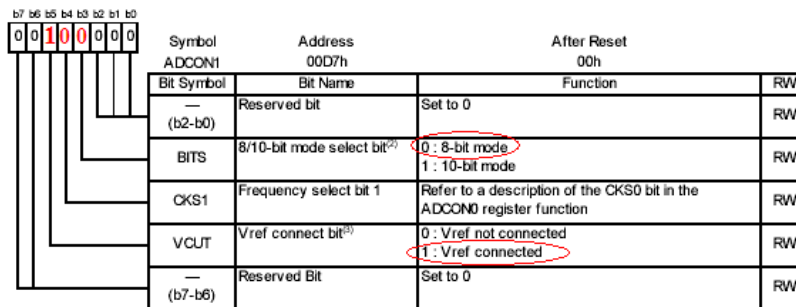 b7 b6 b5 b4 b3 b2 b1 b0
0 0 1 0 0 0 0 0
Symbol Address After Reset
ADCON1 00D7h 00h
Bit Symbol Bit Name Function RW
— Reserved bit Set to 0 RW
(b2-b0)
BITS 8/10-bit mode select bit(2) 0 : 8-bit mode RW
1 : 10-bit mode
CKS1 Frequency select bit 1 Refer to a description of the CKS0 bit in the RW
ADCON0 register function
VCUT Vref connect bit(3) 0 : Vref not connected RW
1 : Vref connected
— Reserved Bit Set to 0 RW
(b7-b6)